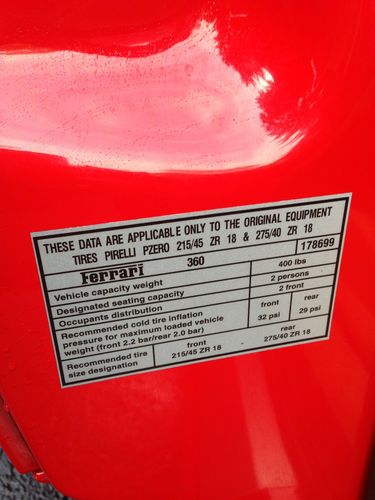 THESE DATA ARE APPLICABLE ONLY TO THE ORIGINAL EQUIPMENT
TIRES PIRELLI PZERO 215/45 ZR 18 & 275/40 ZR 18
Ferrari 360 178699
Vehicle capacity weight 400 lbs
Designated seating capacity 2 persons
Occupants distribution 2 front
Recommended cold tire inflation front rear
pressure for maximum loaded vehicle 32 psi 29 psi
weight (front 2.2 bar/rear 2.0 bar)
Recommended tire front rear
size designation 215/45 ZR 18 - 275/40 ZR 18